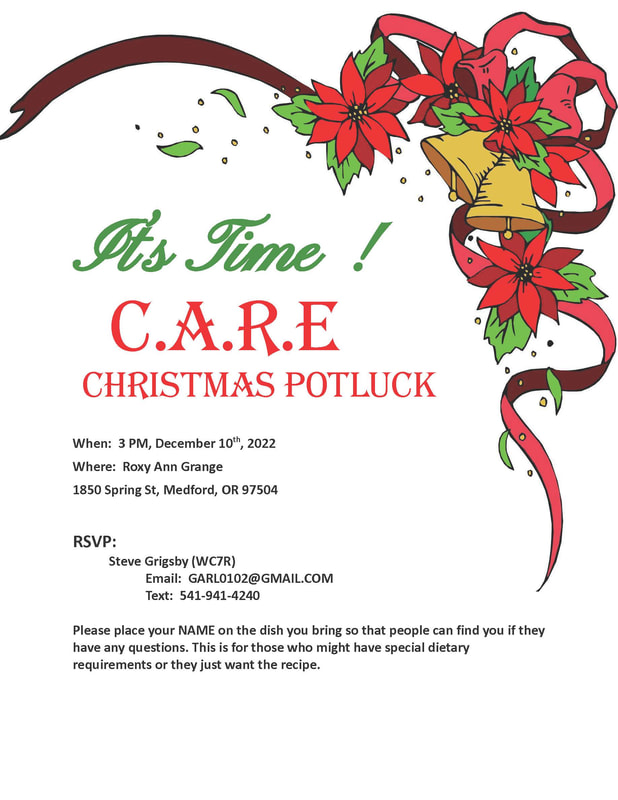 It's Time !
C.A.R.E
CHRISTMAS POTLUCK
When: 3 PM, December 10th, 2022
Where: Roxy Ann Grange
1850 Spring St, Medford, OR 97504
RSVP:
Steve Grigsby (WC7R)
Email: GARL0102@GMAIL.COM
Text: 541-941-4240
Please place your NAME on the dish you bring so that people can find you if they
have any questions. This is for those who might have special dietary
requirements or they just want the recipe.